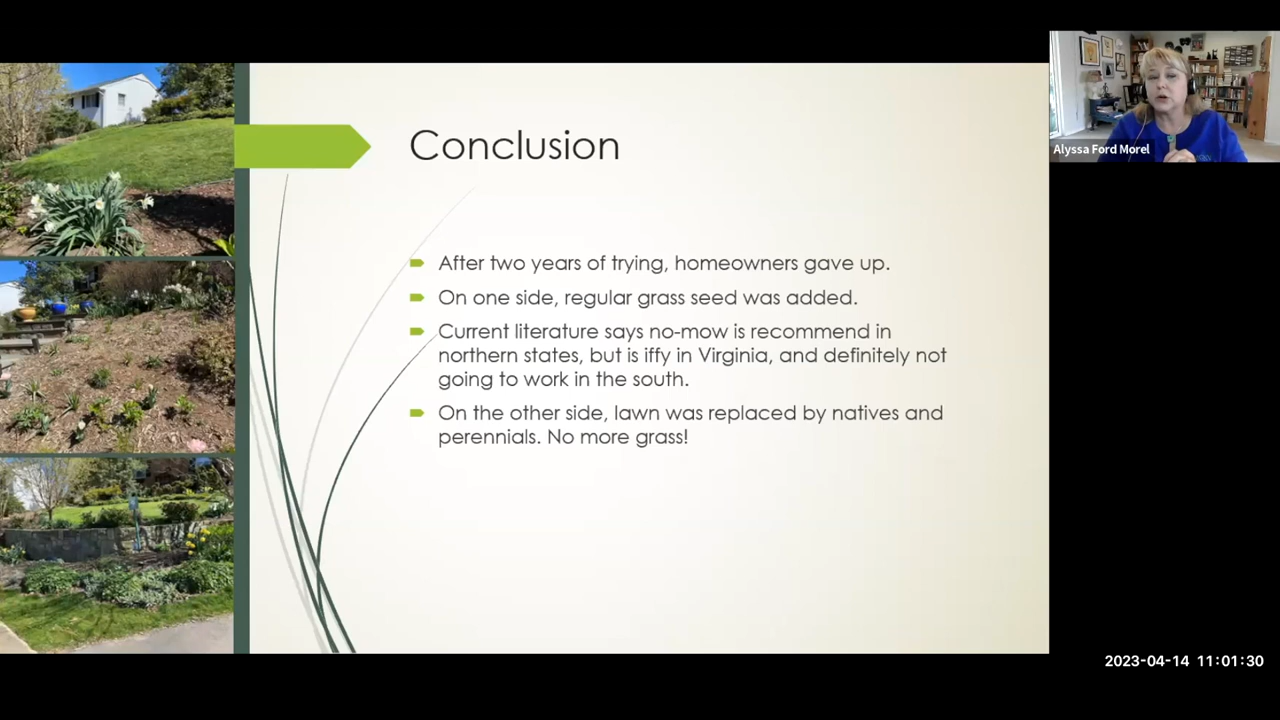 Conclusion
After two years of trying, homeowners gave up.
On one side, regular grass seed was added.
Current literature says no-mow is recommend in
northern states, but is iffy in Virginia, and definitely not
going to work in the south.
On the other side, lawn was replaced by natives and
perennials. No more grass!
Alyssa Ford Morel
2023-04-14 11:01:30